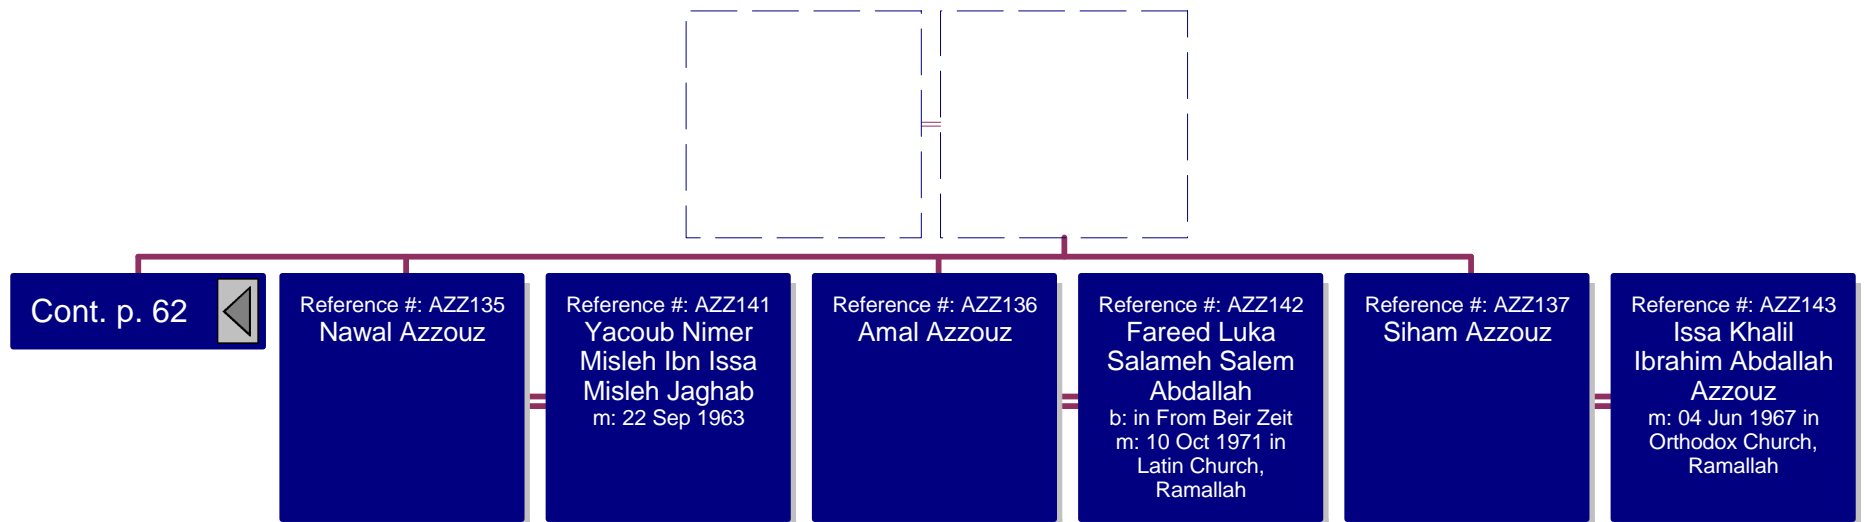 Cont. p. 62
Reference #: AZZ135
Nawal Azzouz
Reference #: AZZ141
Yacoub Nimer
Misleh Ibn Issa
Misleh Jaghab
m: 22 Sep 1963
Reference #: AZZ136
Amal Azzouz
Reference #: AZZ142
Fareed Luka
Salameh Salem
Abdallah
b: in From Beir Zeit
m: 10 Oct 1971 in
Latin Church,
Ramallah
Reference #: AZZ137
Siham Azzouz
Reference #: AZZ143
Issa Khalil
Ibrahim Abdallah
Azzouz
m: 04 Jun 1967 in
Orthodox Church,
Ramallah